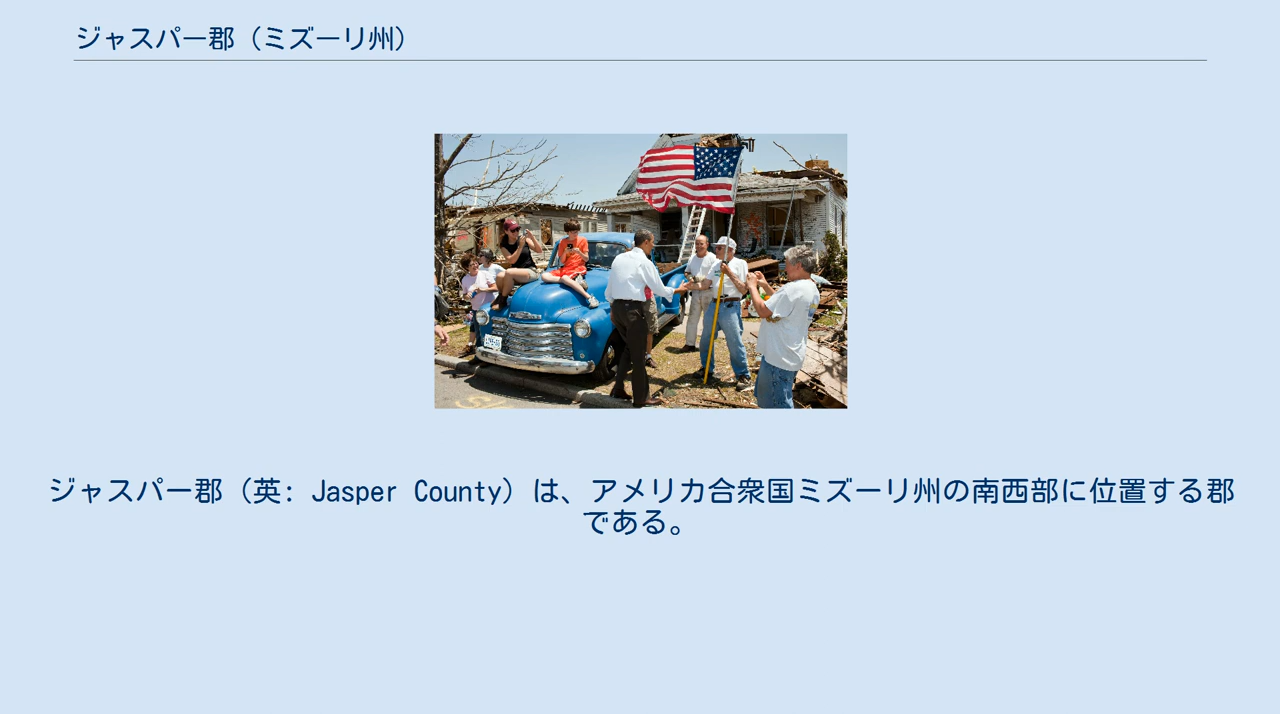 ジャスパー郡（ミズーリ州）
ジャスパー郡（英: Jasper County）は、アメリカ合衆国ミズーリ州の南西部に位置する郡
である。